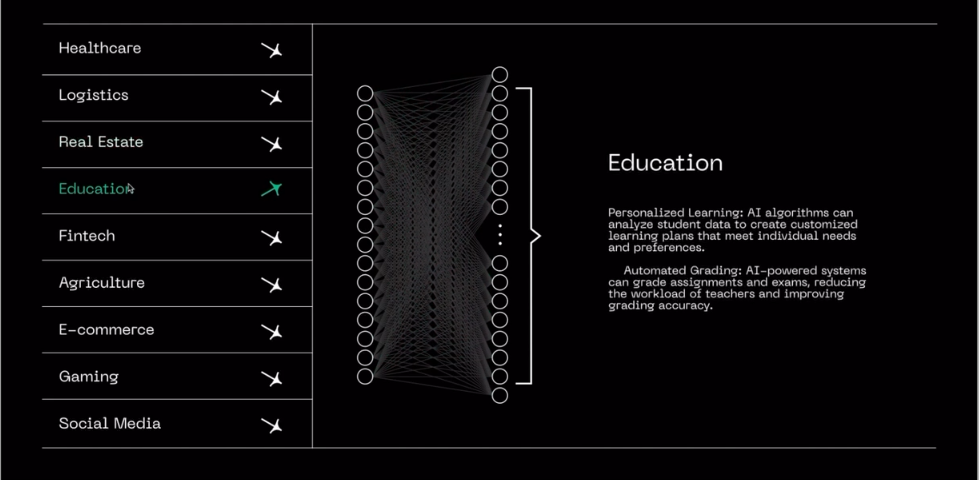 Healthcare
Logistics
Real Estate
Education
Fintech
Agriculture
E-commerce
Gaming
Social Media
Education
Personalized Learning: AI algorithms can
analyze student data to create customized
learning plans that meet individual needs
and preferences.
Automated Grading: AI-powered systems
can grade assignments and exams, reducing
the workload of teachers and improving
grading accuracy.